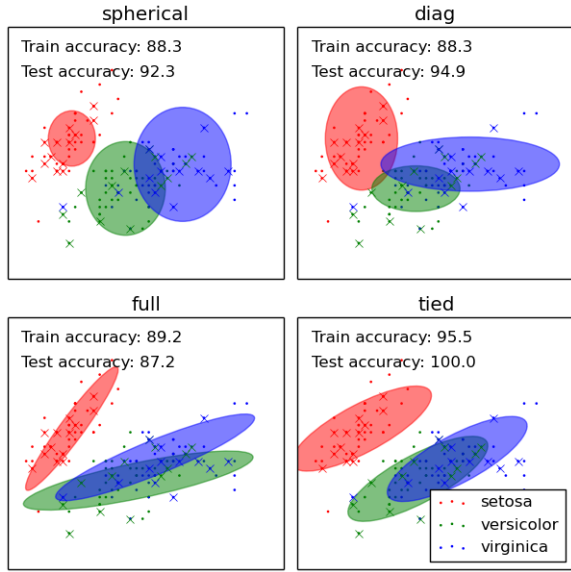 spherical
Train accuracy: 88.3
Test accuracy: 92.3
diag
Train accuracy: 88.3
Test accuracy: 94.9
full
Train accuracy: 89.2
Test accuracy: 87.2
tied
Train accuracy: 95.5
Test accuracy: 100.0
setosa
versicolor
virginica